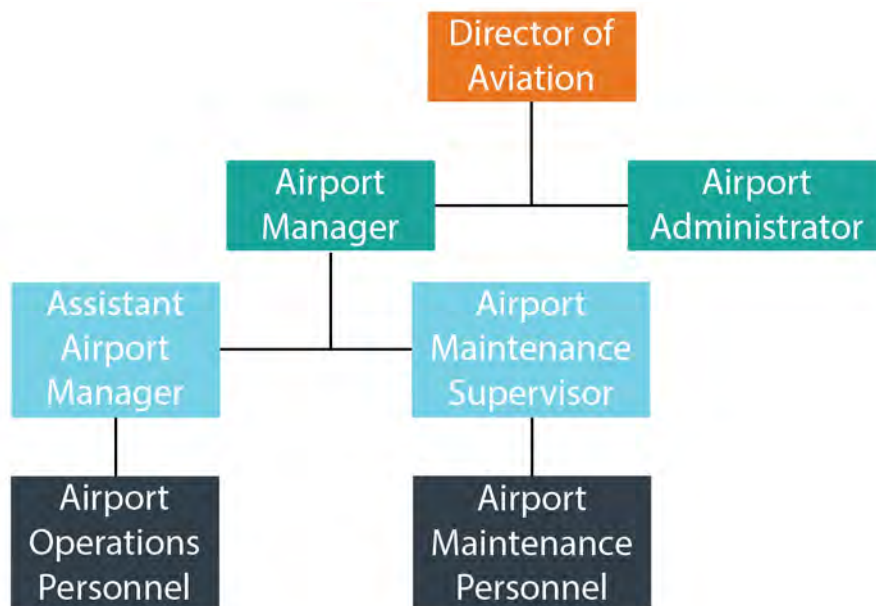 Director of
Aviation
Airport
Manager
Airport
Administrator
Assistant
Airport
Manager
Airport
Maintenance
Supervisor
Airport
Operations
Personnel
Airport
Maintenance
Personnel